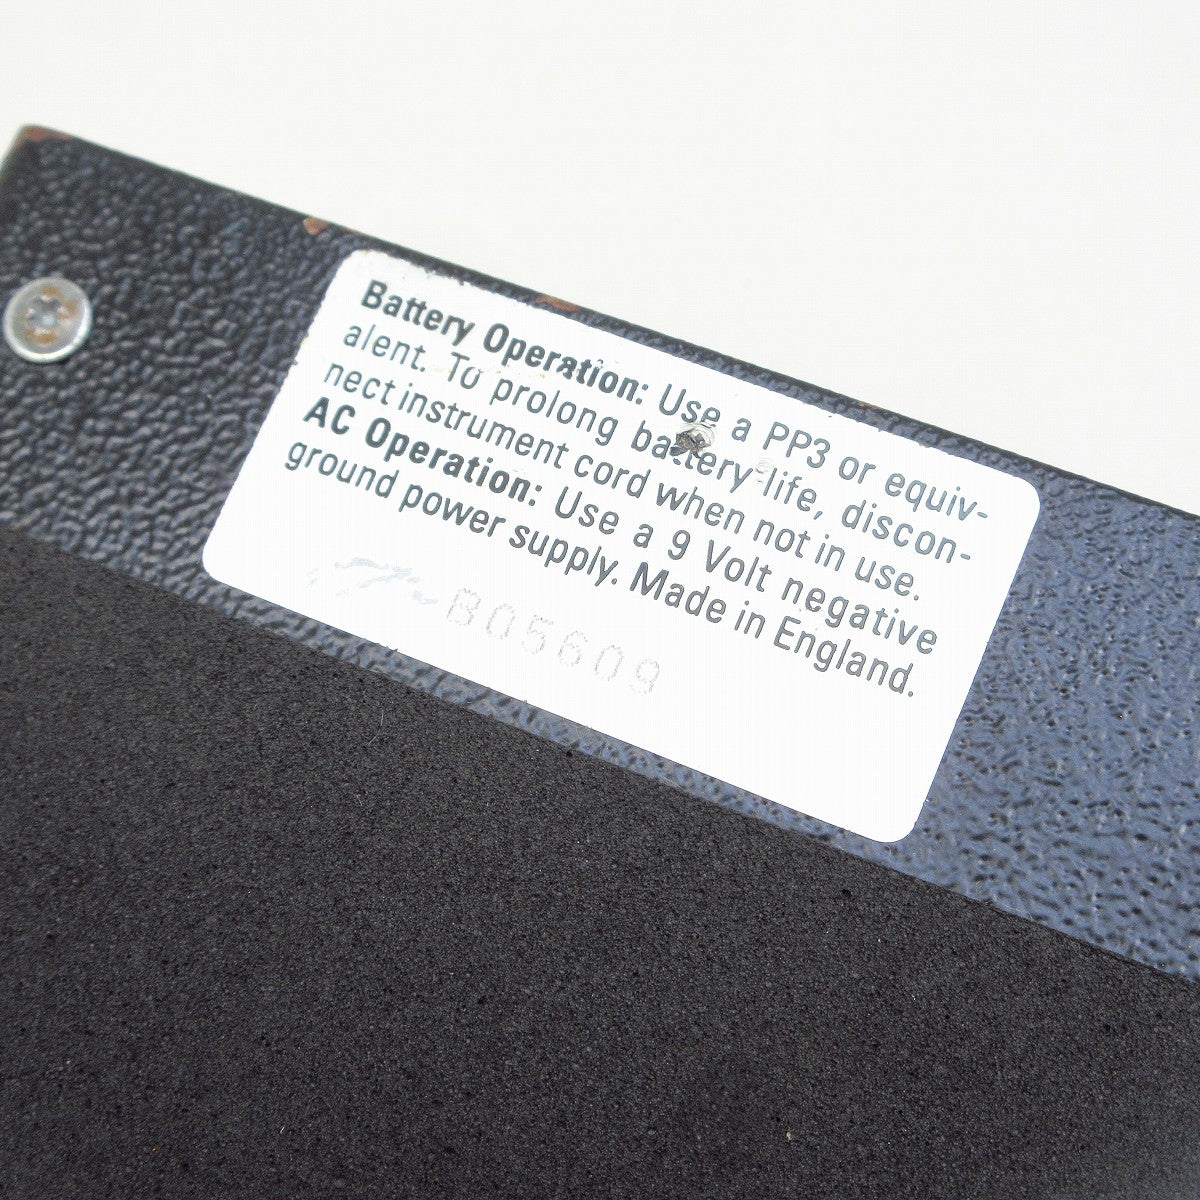 Battery Operation: Use a PP3 or equiv-
alent. To prolong battery life, discon-
nect instrument cord when not in use.
AC Operation: Use a 9 Volt negative
ground power supply. Made in England.
B05609